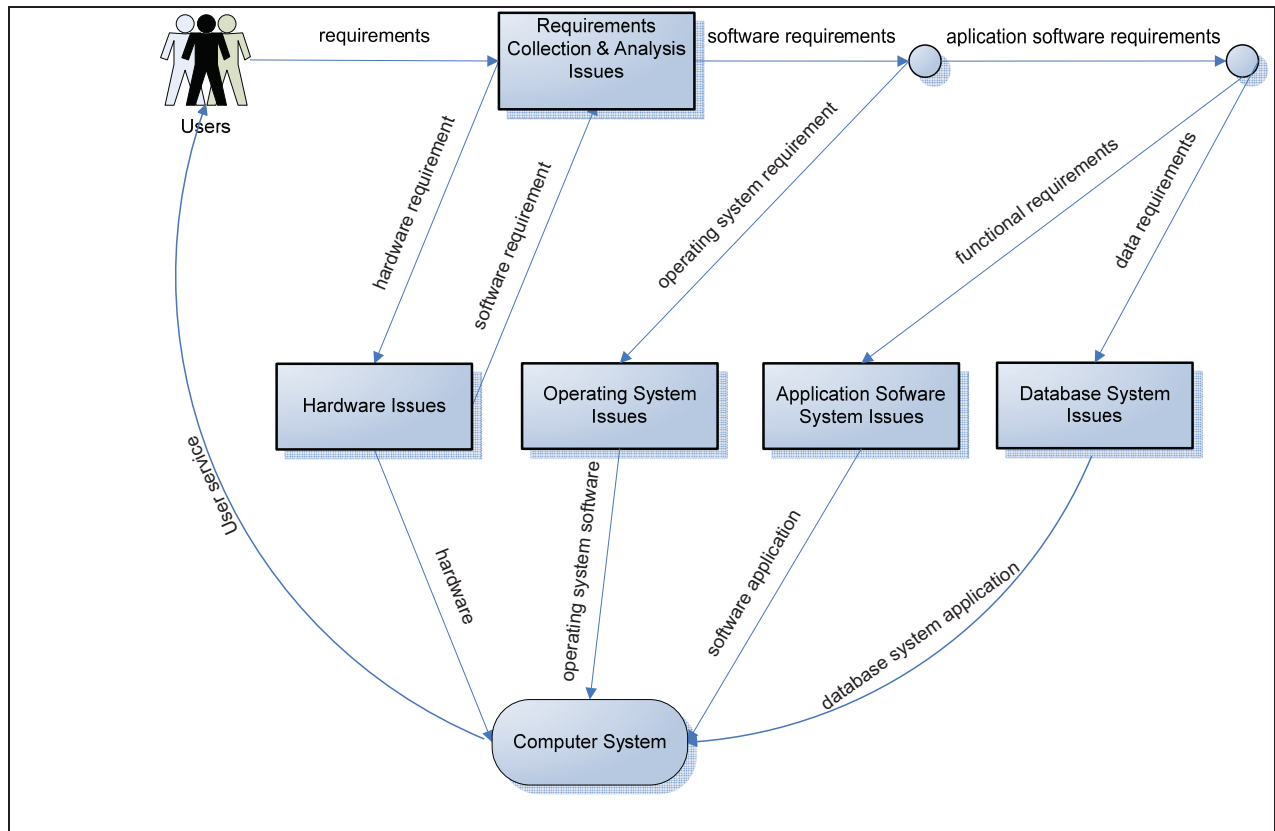 requirements
Requirements
Collection & Analysis
Issues
software requirements
aplication software requirements
Users
hardware requirement
software requirement
operating system requirement
functional requirements
data requirements
Hardware Issues
Operating System
Issues
Application Sofware
System Issues
Database System
Issues
User service
hardware
operating system software
software application
database system application
Computer System